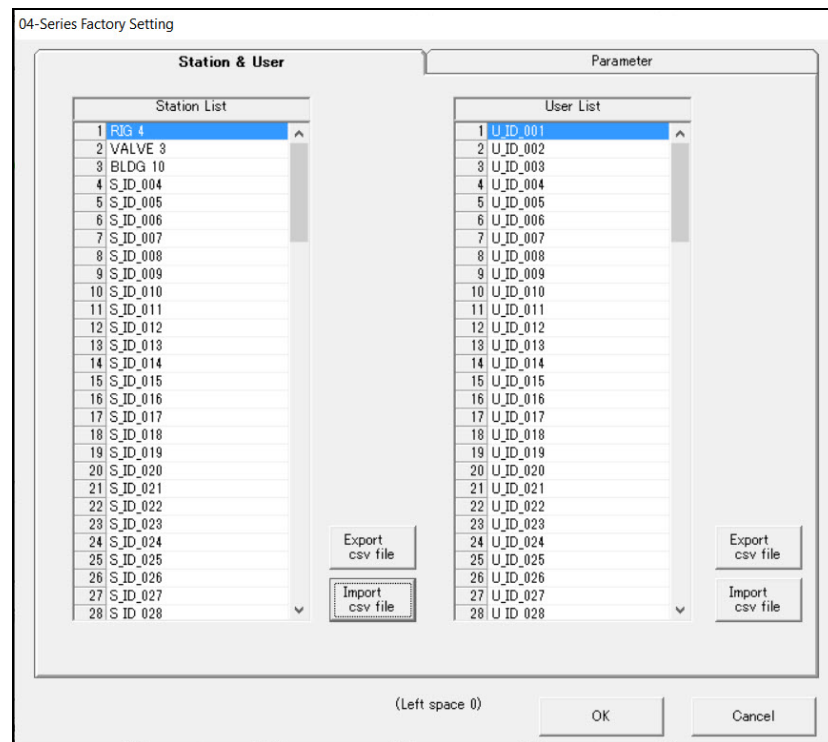 04-Series Factory Setting
Station & User
Parameter
Station List
1 RIG 4
2 VALVE 3
3 BLDG 10
4 S_ID_004
5 S_ID_005
6 S_ID_006
7 S_ID_007
8 S_ID_008
9 S_ID_009
10 S_ID_010
11 S_ID_011
12 S_ID_012
13 S_ID_013
14 S_ID_014
15 S_ID_015
16 S_ID_016
17 S_ID_017
18 S_ID_018
19 S_ID_019
20 S_ID_020
21 S_ID_021
22 S_ID_022
23 S_ID_023
24 S_ID_024
25 S_ID_025
26 S_ID_026
27 S_ID_027
28 S_ID_028
Export
csv file
Import
csv file
User List
1 U_ID_001
2 U_ID_002
3 U_ID_003
4 U_ID_004
5 U_ID_005
6 U_ID_006
7 U_ID_007
8 U_ID_008
9 U_ID_009
10 U_ID_010
11 U_ID_011
12 U_ID_012
13 U_ID_013
14 U_ID_014
15 U_ID_015
16 U_ID_016
17 U_ID_017
18 U_ID_018
19 U_ID_019
20 U_ID_020
21 U_ID_021
22 U_ID_022
23 U_ID_023
24 U_ID_024
25 U_ID_025
26 U_ID_026
27 U_ID_027
28 U_ID_028
Export
csv file
Import
csv file
(Left space 0)
OK
Cancel